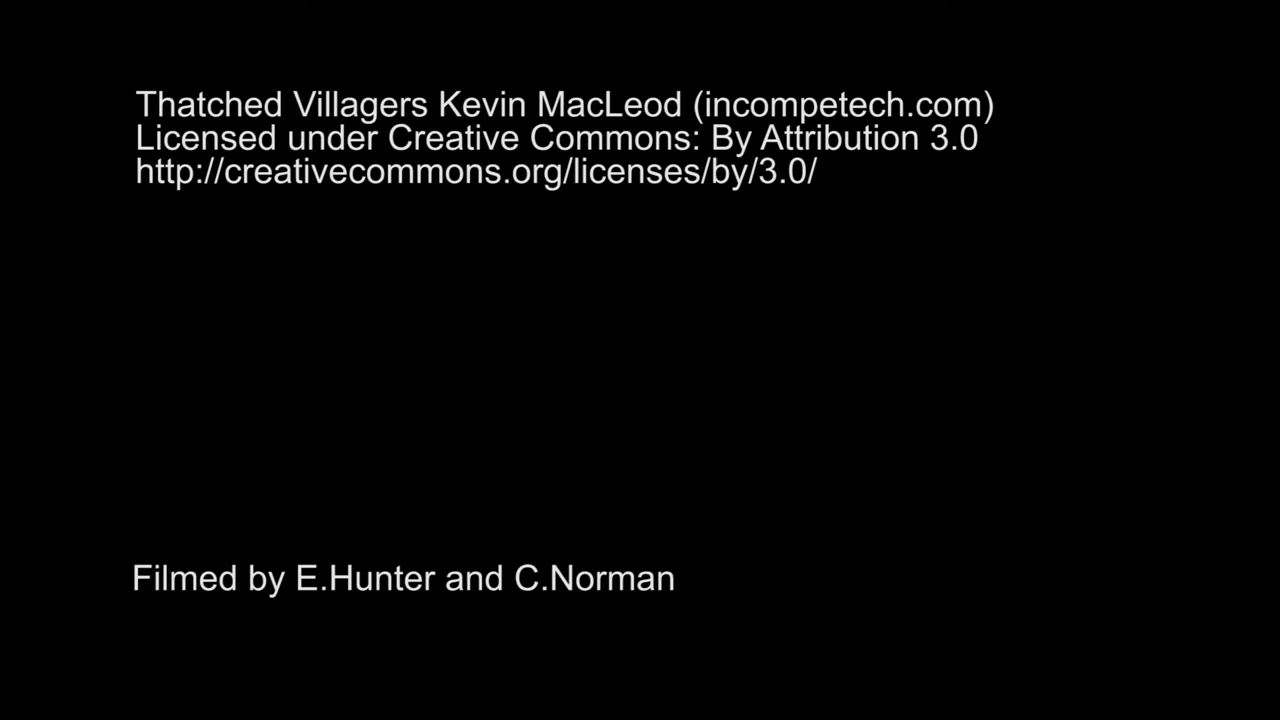 Thatched Villagers Kevin MacLeod (incompetech.com)
Licensed under Creative Commons: By Attribution 3.0
http://creativecommons.org/licenses/by/3.0/
Filmed by E.Hunter and C.Norman